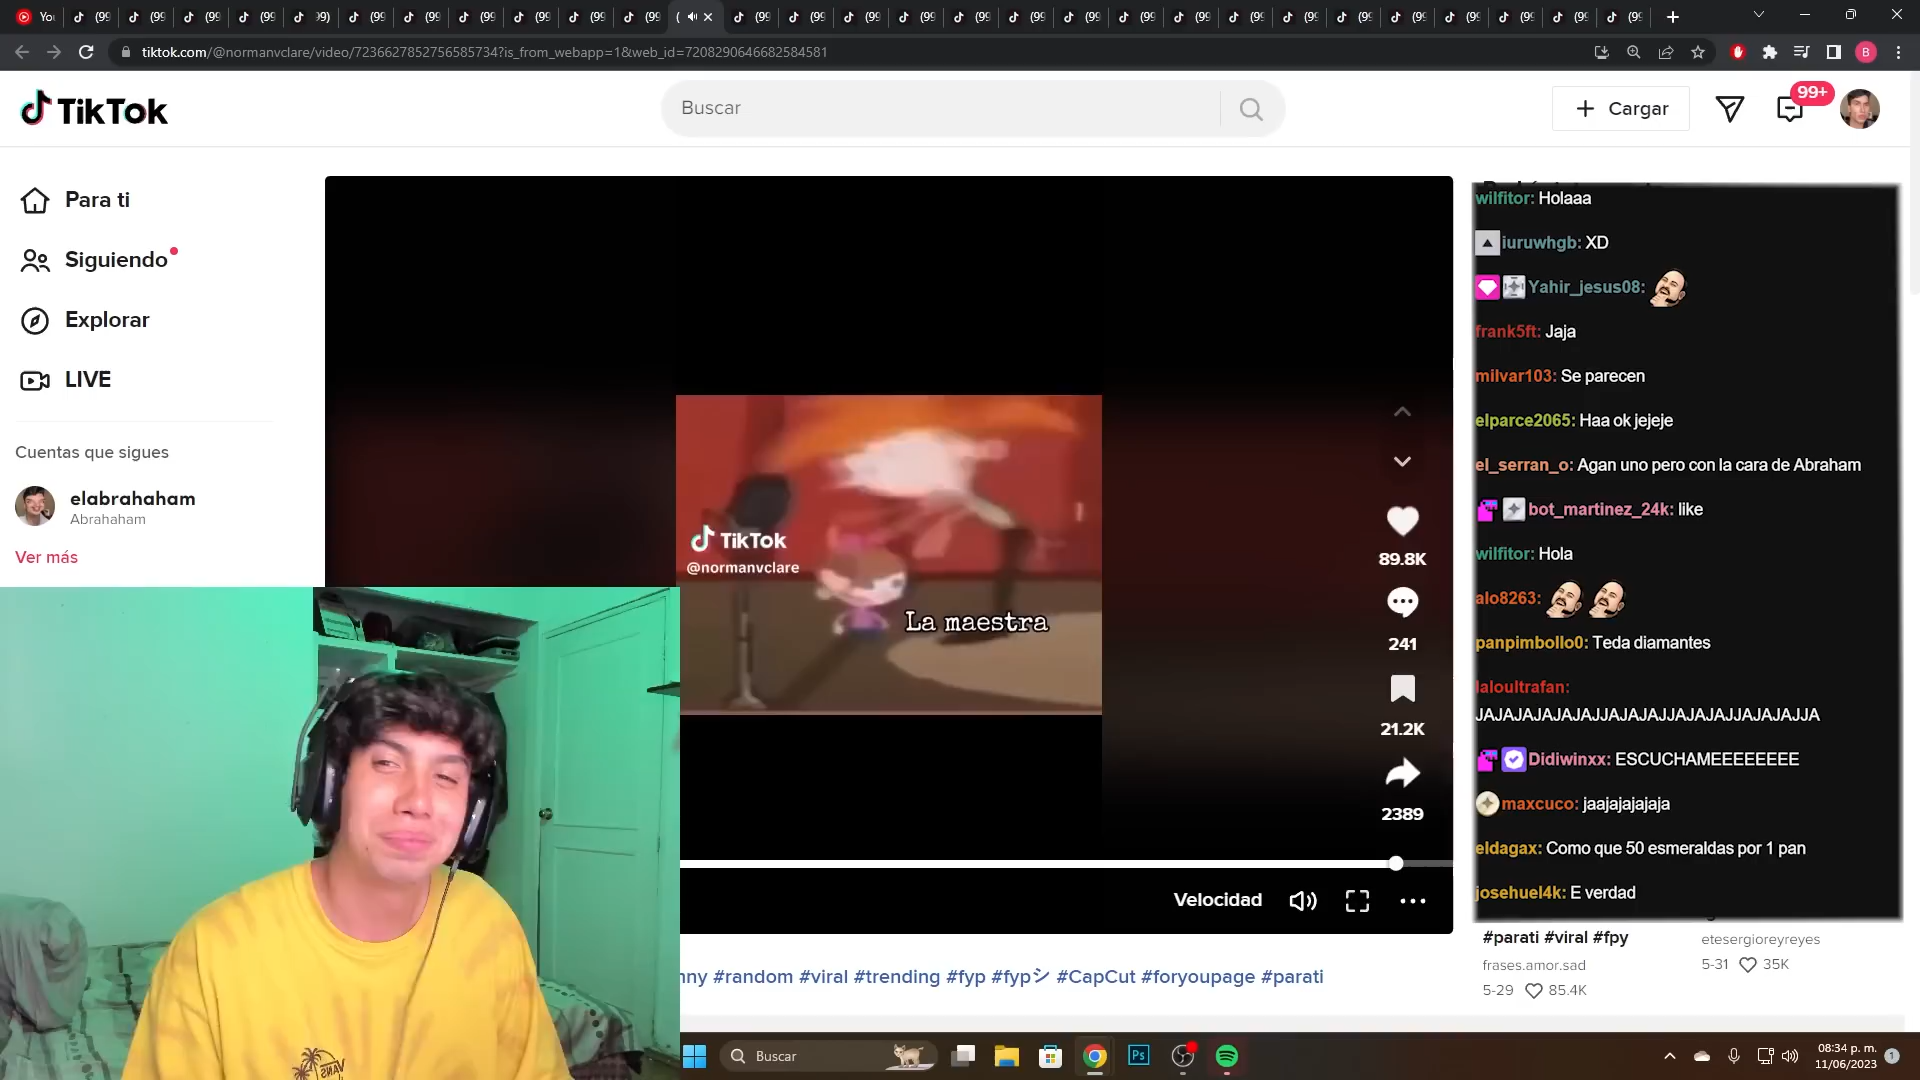 tiktok.com/@normanvclare/video/7236627852756585734?is_from_webapp=1&web_id=7208290646682584581
TikTok
Buscar
Cargar
99+
Para ti
Siguiendo
Explorar
LIVE
Cuentas que sigues
elabrahaham
Abrahaham
Ver más
TikTok
@normanvclare
La maestra
89.8K
241
21.2K
2389
Velocidad
#random #viral #trending #fyp #fypシ #CapCut #foryoupage #parati
wilfitor: Holaaa
iuruwhgb: XD
Yahir_jesus08:
frank5ft: Jaja
milvar103: Se parecen
elparce2065: Haa ok jejeje
el_serran_o: Agan uno pero con la cara de Abraham
bot_martinez_24k: like
wilfitor: Hola
alo8263:
panpimbollo0: Teda diamantes
laloultrafan:
JAJAJAJAJAJAJJAJAJAJJAJAJAJJAJAJAJJA
Didiwinxx: ESCUCHAMEEEEEEEE
maxcuco: jaajajajajaja
eldagax: Como que 50 esmeraldas por 1 pan
josehuel4k: E verdad
#parati #viral #fpy
frases.amor.sad
5-29 85.4K
etesergioreyreyes
5-31 35K
Buscar
Ps
08:34 p. m.
11/06/2023
1